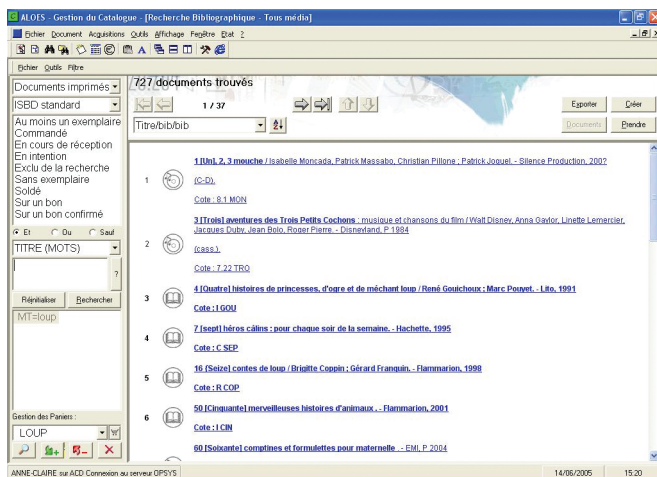 ALOES - Gestion du Catalogue - [Recherche Bibliographique - Tous média]
Fichier Document Acquisitions Outils Affichage Fenêtre Etat ?
Fichier Outils Filtre
Documents imprimés
ISBD standard
Au moins un exemplaire
Commandé
En cours de réception
En intention
Exclu de la recherche
Sans exemplaire
Soldé
Sur un bon
Sur un bon confirmé
Et Ou Sauf
TITRE (MOTS)
?
Réinitialiser Rechercher
MT=loup
Gestion des Paniers :
LOUP
727 documents trouvés
1 / 37
Exporter Créer
Titre/bib/bib
Documents Prendre
1 [Un], 2, 3 mouche / Isabelle Moncada, Patrick Massabo, Christian Pillone ; Patrick Joquel. - Silence Production, 200?
1 (C-D).
Cote : 8.1 MON
3 [Trois] aventures des Trois Petits Cochons : musique et chansons du film / Walt Disney, Anna Gaylor, Linette Lemercier,
Jacques Duby, Jean Bolo, Roger Pierre. - Disneyland, P 1984
2 (cass.).
Cote : 7.22 TRO
4 [Quatre] histoires de princesses, d'ogre et de méchant loup / René Gouichoux ; Marc Pouyet. - Lito, 1991
3
Cote : I GOU
7 [sept] héros câlins : pour chaque soir de la semaine. - Hachette, 1995
4
Cote : C SEP
16 [Seize] contes de loup / Brigitte Coppin ; Gérard Franquin. - Flammarion, 1998
5
Cote : R COP
50 [Cinquante] merveilleuses histoires d'animaux . - Flammarion, 2001
6
Cote : I CIN
60 [Soixante] comptines et formulettes pour maternelle . - EMI, P 2004
ANNE-CLAIRE sur ACD Connexion au serveur OPSYS 14/06/2005 15:20